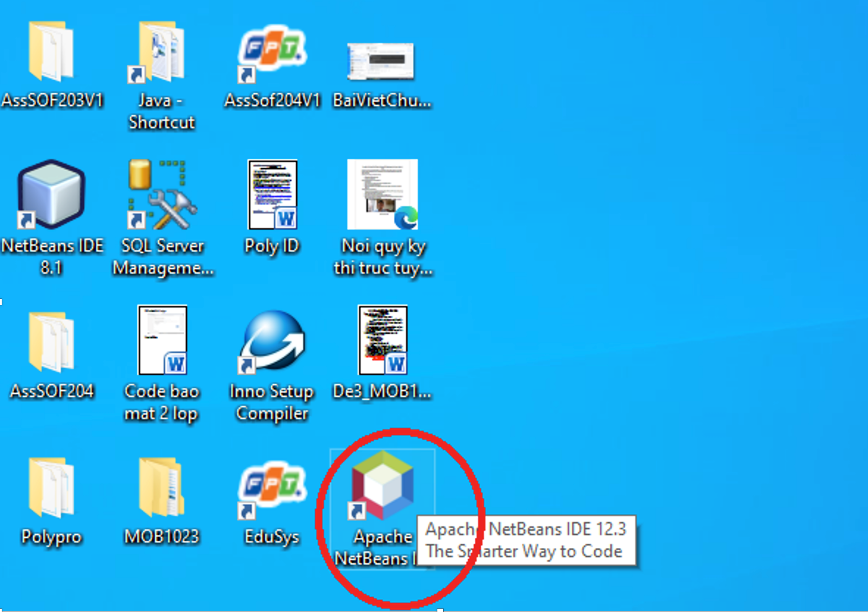 FPT.
AssSOF203V1
Java -
Shortcut
AssSof204V1
BaiVietChu...
NetBeans IDE
8.1
SQL Server
Manageme...
W
Poly ID
Noi quy ky
thi truc tuy...
AssSOF204
W
Code bao
mat 2 lop
Inno Setup
Compiler
W
De3_MOB1...
Polypro
MOB1023
FPT.
EduSys
Apache
NetBeans I
Apache NetBeans IDE 12.3
The Smarter Way to Code